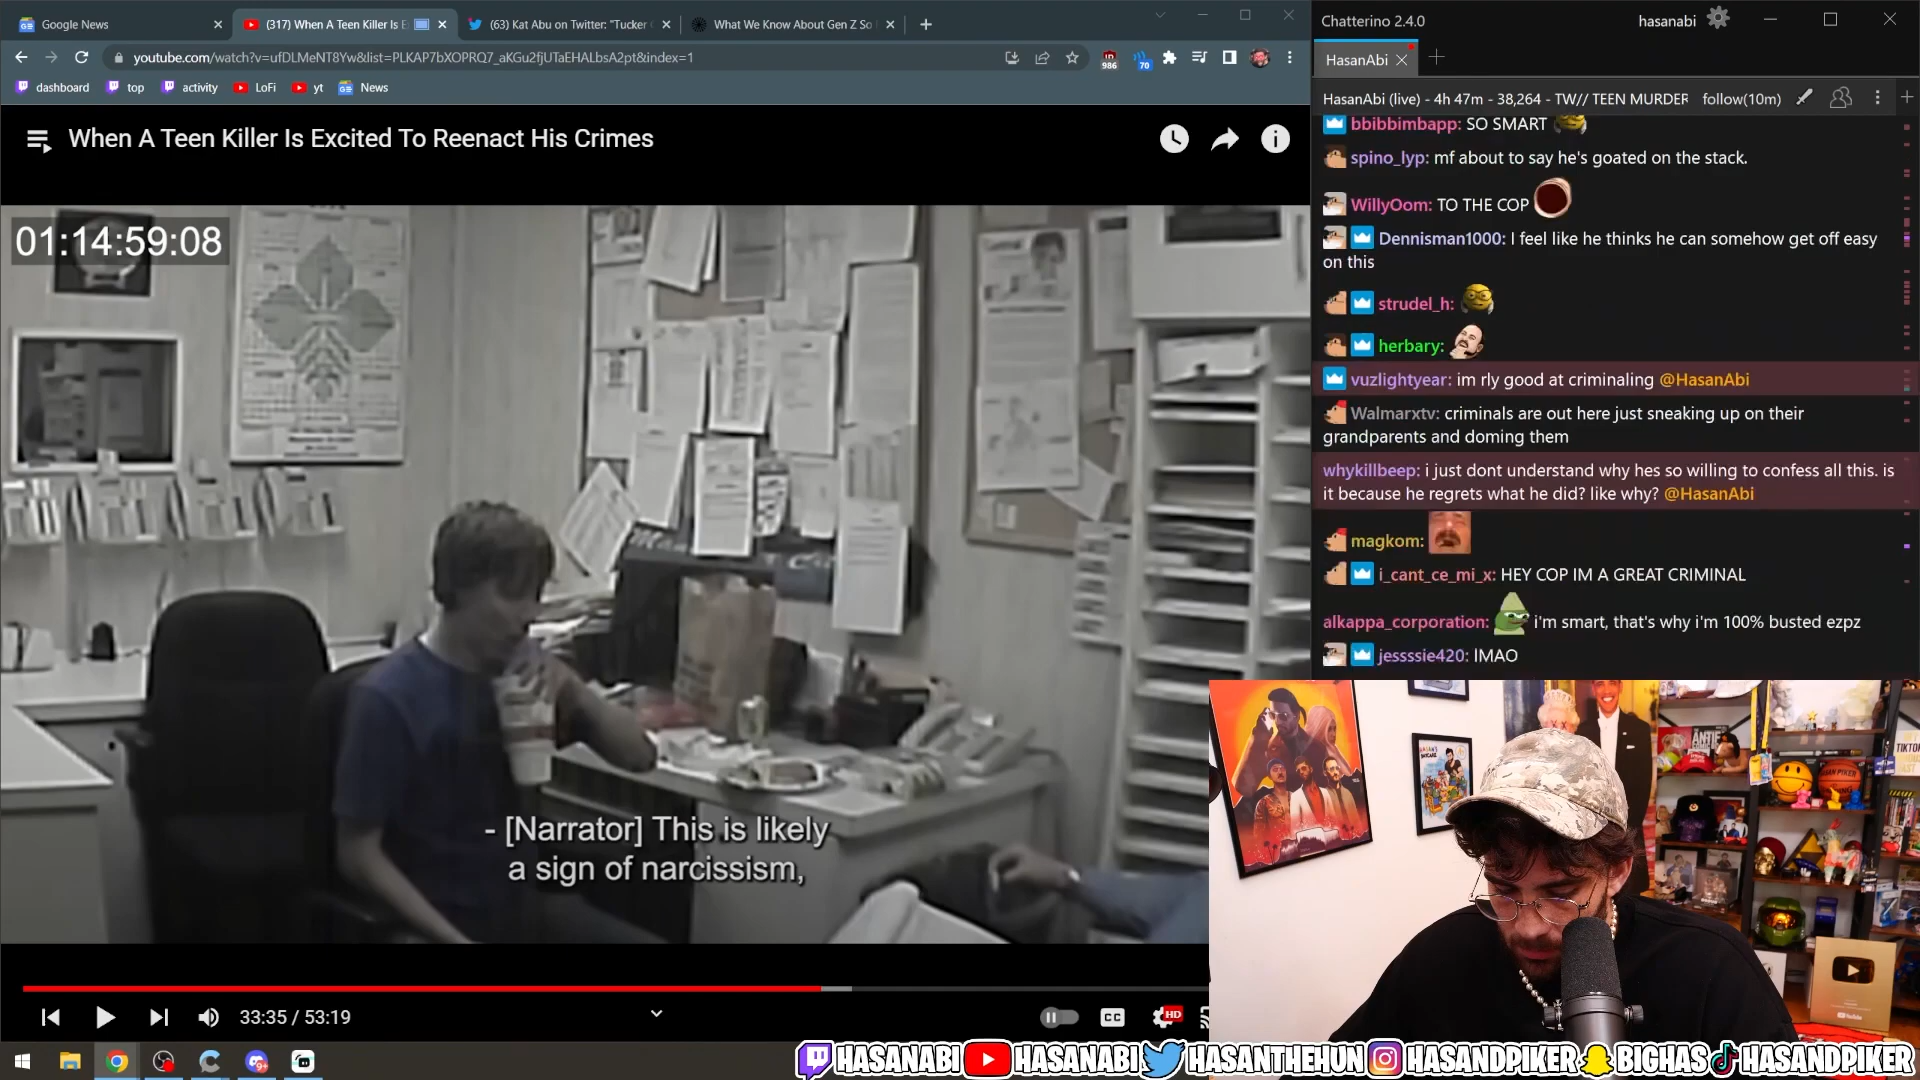 Google News
(317) When A Teen Killer Is E
(63) Kat Abu on Twitter: "Tucker
What We Know About Gen Z So
youtube.com/watch?v=ufDLMeNT8Yw&list=PLKAP7bXOPRQ7_aKGu2fjUTaEHALbsA2pt&index=1
986
70
dashboard
top
activity
LoFi
yt
News
When A Teen Killer Is Excited To Reenact His Crimes
01:14:59:08
- [Narrator] This is likely
a sign of narcissism,
33:35 / 53:19
CC
HD
Chatterino 2.4.0
hasanabi
HasanAbi
HasanAbi (live) - 4h 47m - 38,264 - TW// TEEN MURDER
follow(10m)
bbibbimbapp: SO SMART
spino_lyp: mf about to say he's goated on the stack.
WillyOom: TO THE COP
Dennisman1000: I feel like he thinks he can somehow get off easy
on this
strudel_h:
herbary:
vuzlightyear: im rly good at criminaling @HasanAbi
Walmarxtv: criminals are out here just sneaking up on their
grandparents and doming them
whykillbeep: i just dont understand why hes so willing to confess all this. is
it because he regrets what he did? like why? @HasanAbi
magkom:
i_cant_ce_mi_x: HEY COP IM A GREAT CRIMINAL
alkappa_corporation: i'm smart, that's why i'm 100% busted ezpz
jessssie420: lMAO
HASANABI
HASANABI
HASANTHEHUN
HASANDPIKER
BIGHAS
HASANDPIKER